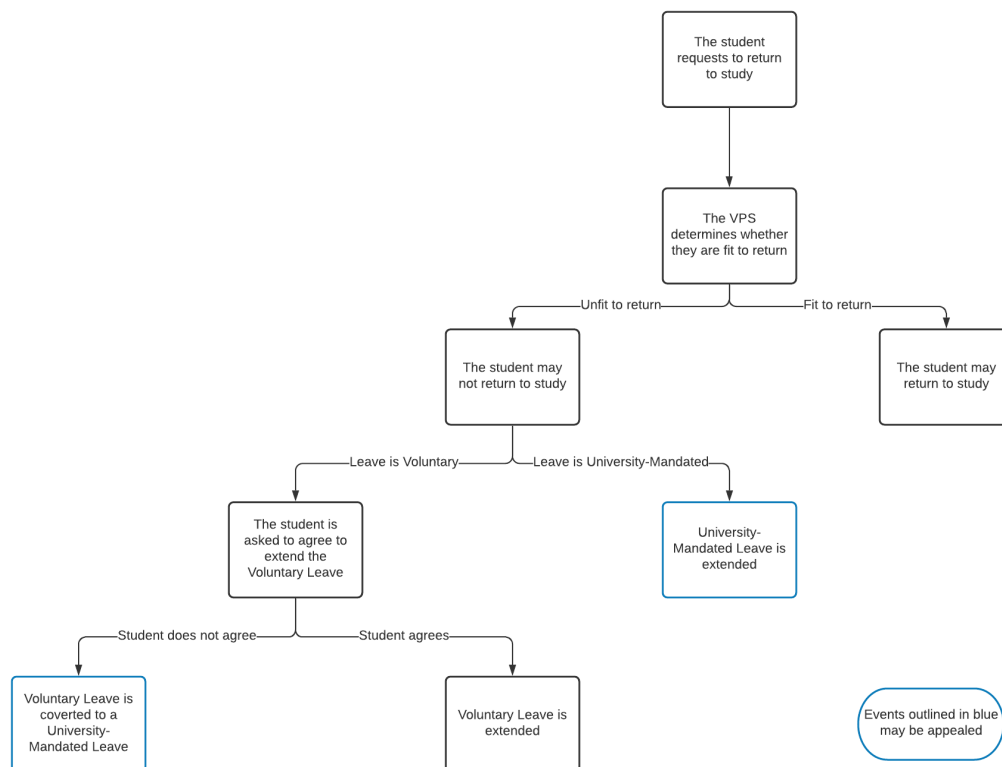 The student
requests to return
to study
The VPS
determines whether
they are fit to return
Unfit to return
Fit to return
The student may
not return to study
The student may
return to study
Leave is Voluntary
Leave is University-Mandated
The student is
asked to agree to
extend the
Voluntary Leave
University-
Mandated Leave is
extended
Student does not agree
Student agrees
Voluntary Leave is
coverted to a
University-
Mandated Leave
Voluntary Leave is
extended
Events outlined in blue
may be appealed